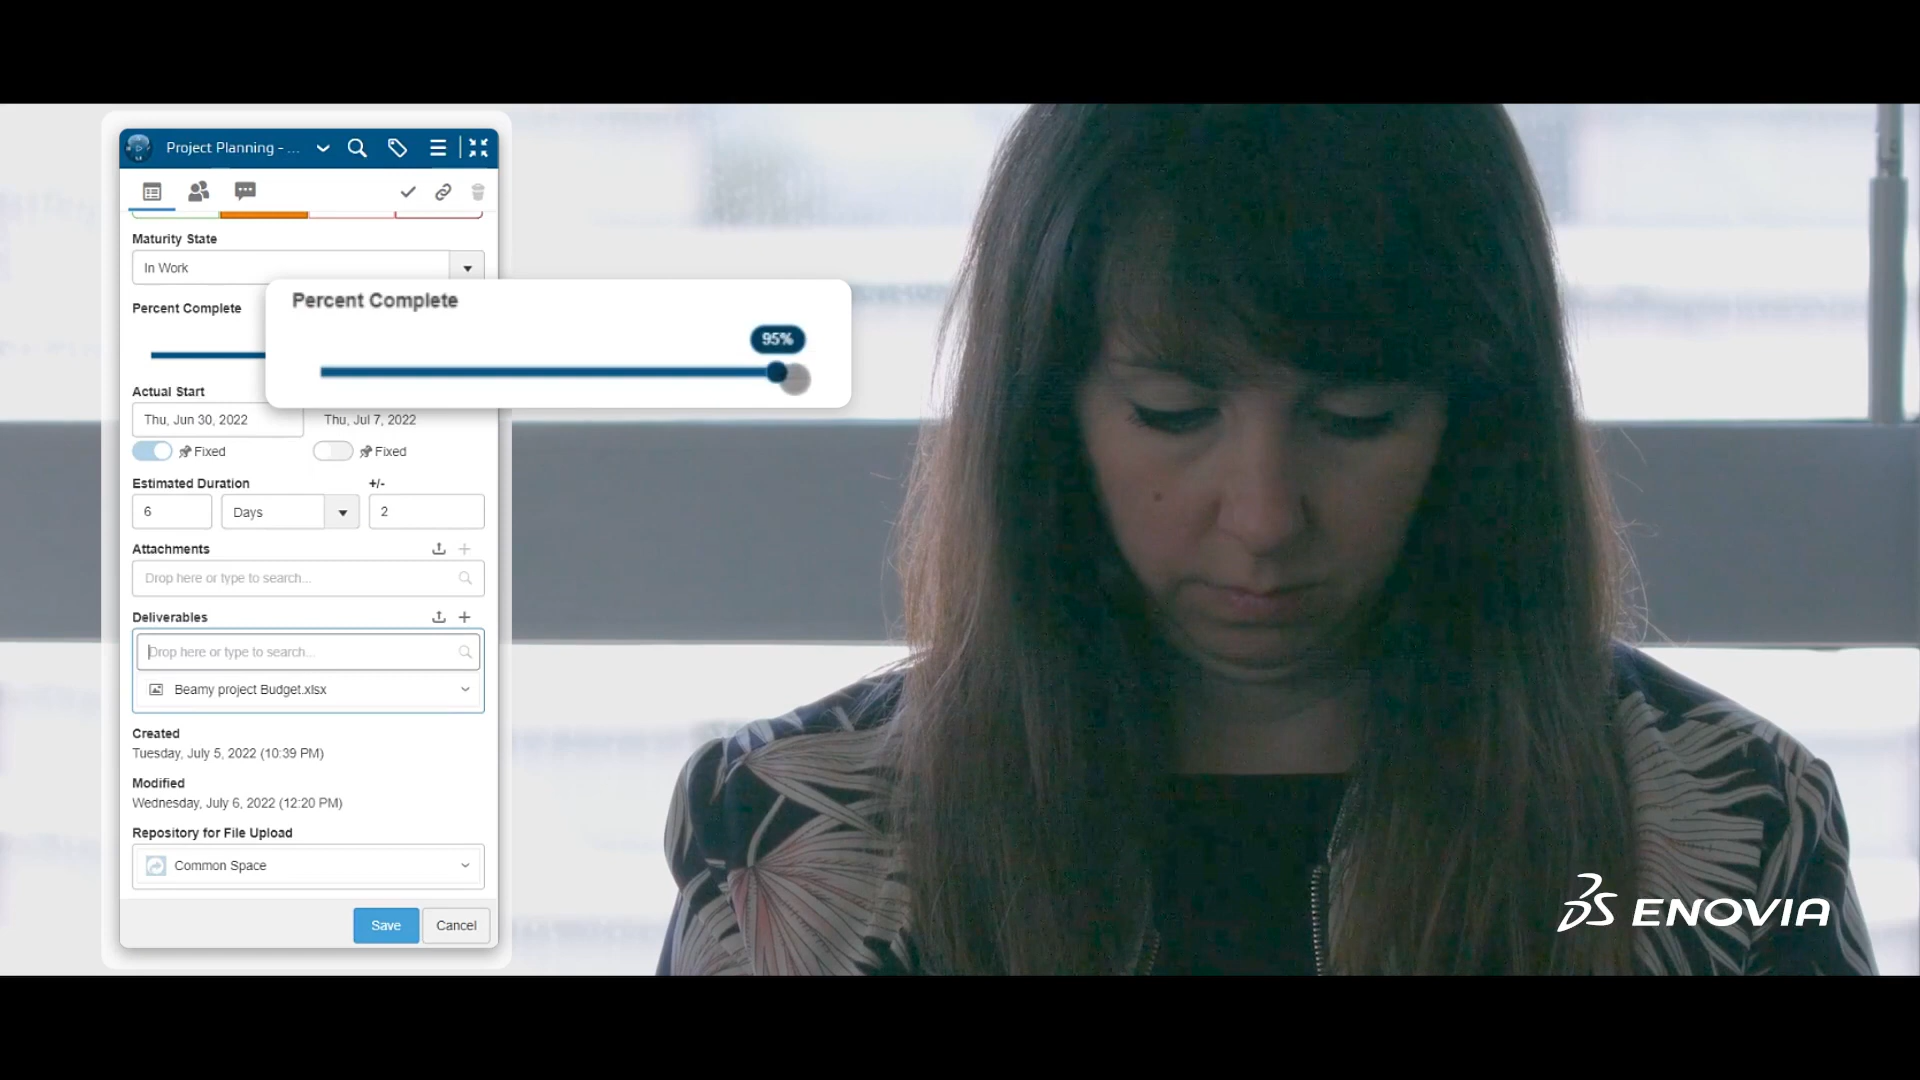 Project Planning - ...
Maturity State
In Work
Percent Complete
Percent Complete
95%
Actual Start
Thu, Jun 30, 2022
Thu, Jul 7, 2022
Fixed
Fixed
Estimated Duration
+/-
6
Days
2
Attachments
Drop here or type to search...
Deliverables
Drop here or type to search...
Beamy project Budget.xlsx
Created
Tuesday, July 5, 2022 (10:39 PM)
Modified
Wednesday, July 6, 2022 (12:20 PM)
Repository for File Upload
Common Space
Save
Cancel
ENOVIA